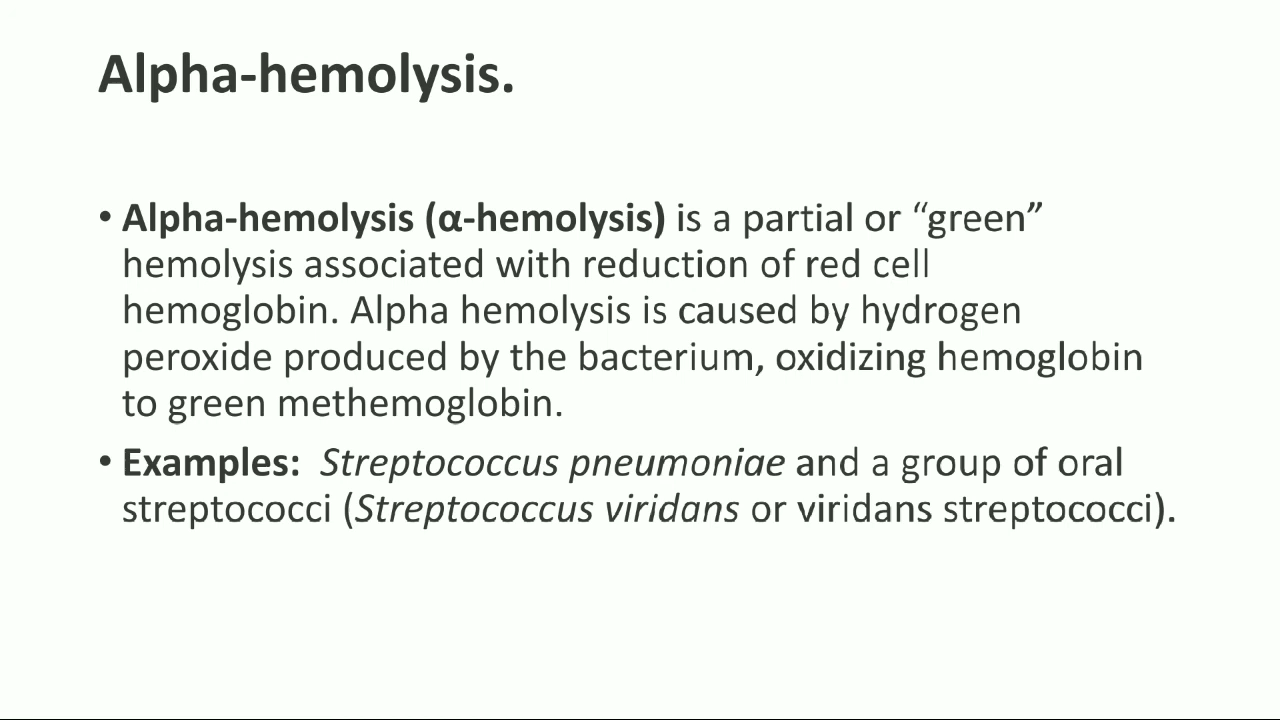 Alpha-hemolysis.
• Alpha-hemolysis (α-hemolysis) is a partial or “green”
hemolysis associated with reduction of red cell
hemoglobin. Alpha hemolysis is caused by hydrogen
peroxide produced by the bacterium, oxidizing hemoglobin
to green methemoglobin.
• Examples:  Streptococcus pneumoniae and a group of oral
streptococci (Streptococcus viridans or viridans streptococci).